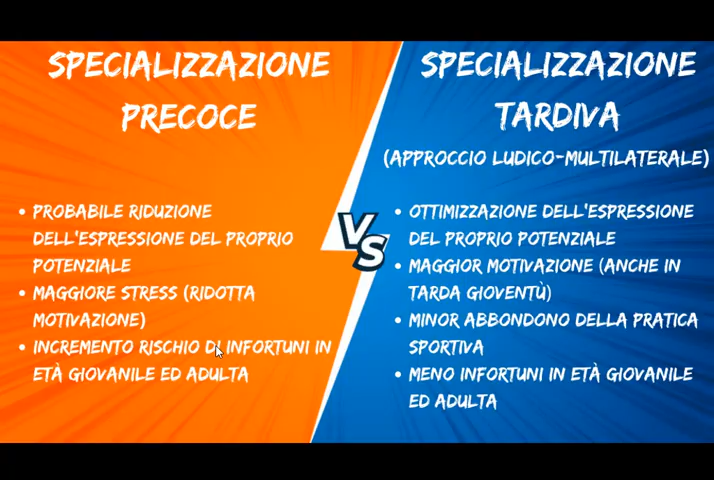 SPECIALIZZAZIONE
PRECOCE
• PROBABILE RIDUZIONE
DELL'ESPRESSIONE DEL PROPRIO
POTENZIALE
• MAGGIORE STRESS (RIDOTTA
MOTIVAZIONE)
• INCREMENTO RISCHIO DI INFORTUNI IN
ETÀ GIOVANILE ED ADULTA
VS
SPECIALIZZAZIONE
TARDIVA
(APPROCCIO LUDICO-MULTILATERALE)
• OTTIMIZZAZIONE DELL'ESPRESSIONE
DEL PROPRIO POTENZIALE
• MAGGIOR MOTIVAZIONE (ANCHE IN
TARDA GIOVENTÙ)
• MINOR ABBONDONO DELLA PRATICA
SPORTIVA
• MENO INFORTUNI IN ETÀ GIOVANILE
ED ADULTA